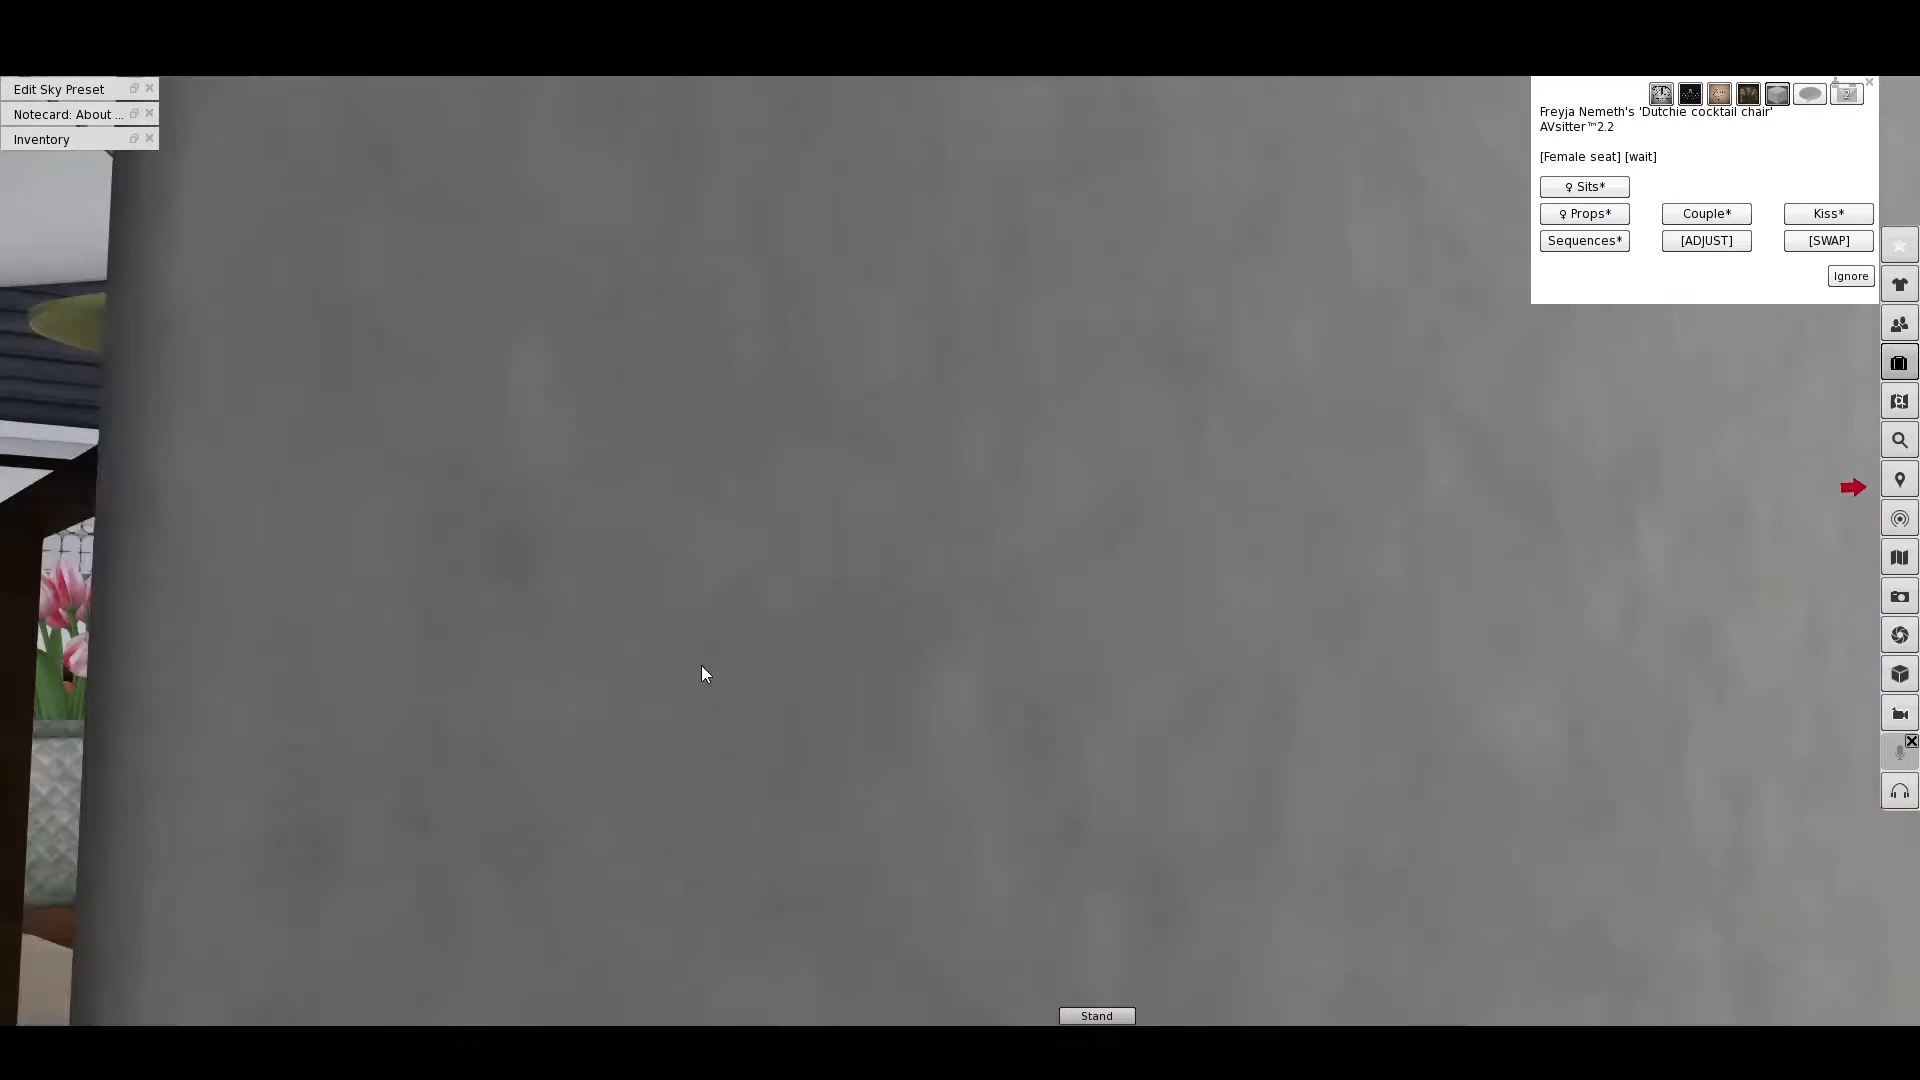 Edit Sky Preset
Notecard: About ...
Inventory
2
Freyja Nemeth's 'Dutchie cocktail chair'
AVsitter™2.2
[Female seat] [wait]
♀ Sits*
♀ Props* Couple* Kiss*
Sequences* [ADJUST] [SWAP]
Ignore
Stand